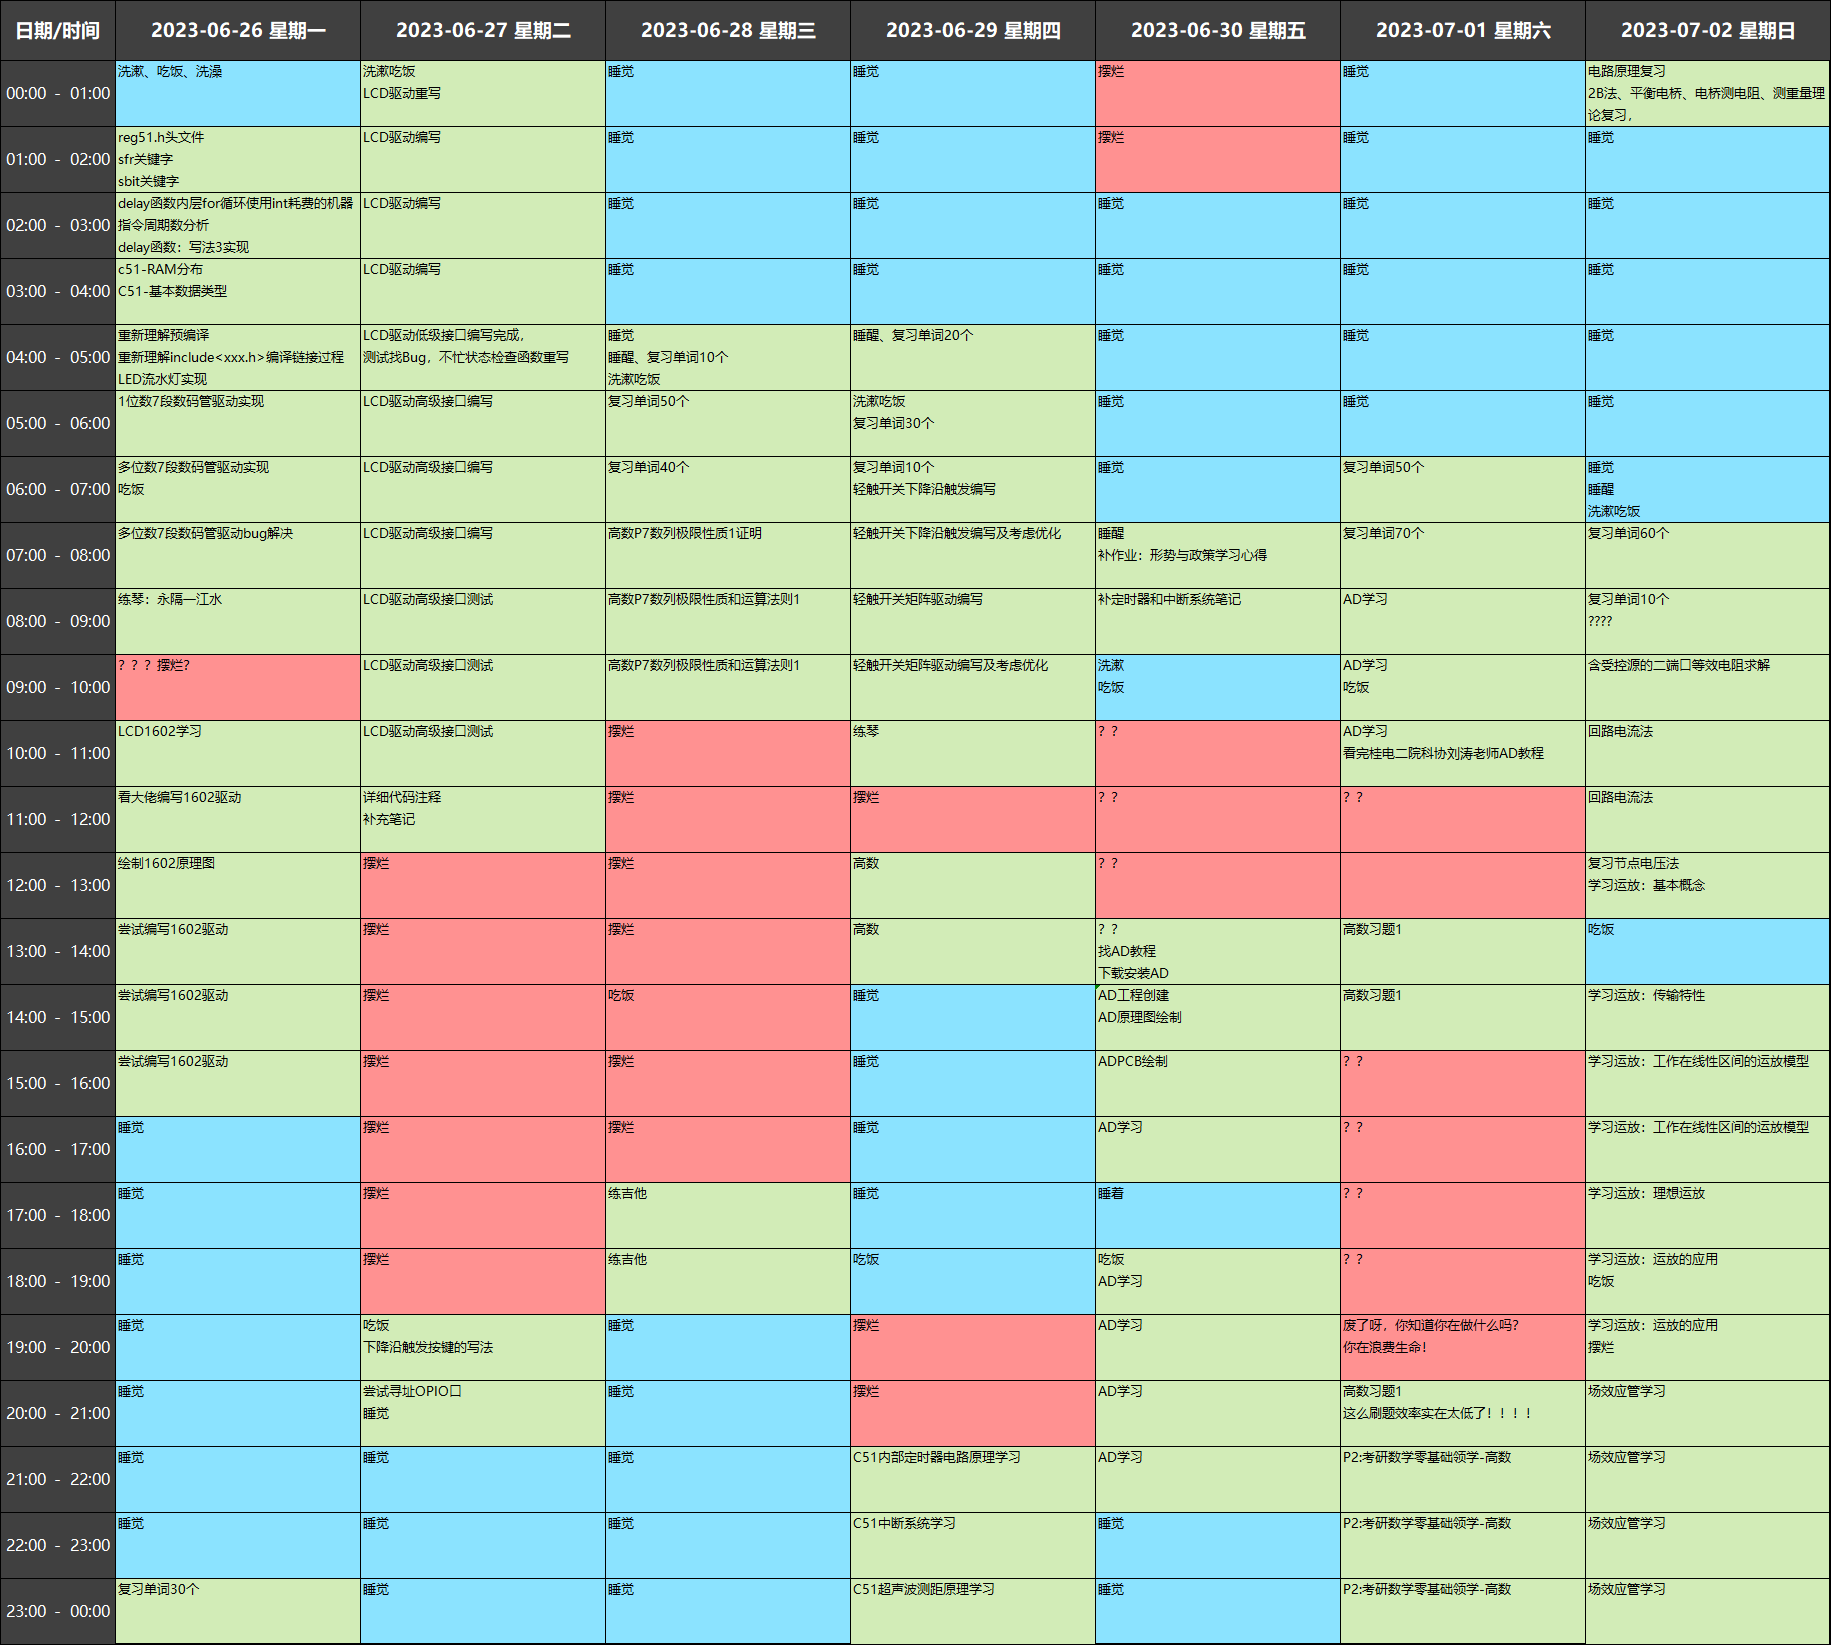 日期/时间
2023-06-26 星期一
2023-06-27 星期二
2023-06-28 星期三
2023-06-29 星期四
2023-06-30 星期五
2023-07-01 星期六
2023-07-02 星期日
00:00 - 01:00
洗漱、吃饭、洗澡
洗漱吃饭
LCD驱动重写
睡觉
睡觉
摆烂
睡觉
电路原理复习
2B法、平衡电桥、电桥测电阻、测重量理
论复习，
01:00 - 02:00
reg51.h头文件
sfr关键字
sbit关键字
LCD驱动编写
睡觉
睡觉
摆烂
睡觉
睡觉
02:00 - 03:00
delay函数内层for循环使用int耗费的机器
指令周期数分析
delay函数：写法3实现
LCD驱动编写
睡觉
睡觉
睡觉
睡觉
睡觉
03:00 - 04:00
c51-RAM分布
C51-基本数据类型
LCD驱动编写
睡觉
睡觉
睡觉
睡觉
睡觉
04:00 - 05:00
重新理解预编译
重新理解include<xxx.h>编译链接过程
LED流水灯实现
LCD驱动低级接口编写完成，
测试找Bug，不忙状态检查函数重写
睡觉
睡醒、复习单词10个
洗漱吃饭
睡醒、复习单词20个
睡觉
睡觉
睡觉
05:00 - 06:00
1位数7段数码管驱动实现
LCD驱动高级接口编写
复习单词50个
洗漱吃饭
复习单词30个
睡觉
睡觉
睡觉
06:00 - 07:00
多位数7段数码管驱动实现
吃饭
LCD驱动高级接口编写
复习单词40个
复习单词10个
轻触开关下降沿触发编写
睡觉
复习单词50个
睡觉
睡醒
洗漱吃饭
07:00 - 08:00
多位数7段数码管驱动bug解决
LCD驱动高级接口编写
高数P7数列极限性质1证明
轻触开关下降沿触发编写及考虑优化
睡醒
补作业：形势与政策学习心得
复习单词70个
复习单词60个
08:00 - 09:00
练琴：永隔一江水
LCD驱动高级接口测试
高数P7数列极限性质和运算法则1
轻触开关矩阵驱动编写
补定时器和中断系统笔记
AD学习
复习单词10个
????
09:00 - 10:00
？？？摆烂?
LCD驱动高级接口测试
高数P7数列极限性质和运算法则1
轻触开关矩阵驱动编写及考虑优化
洗漱
吃饭
AD学习
吃饭
含受控源的二端口等效电阻求解
10:00 - 11:00
LCD1602学习
LCD驱动高级接口测试
摆烂
练琴
？？
AD学习
看完桂电二院科协刘涛老师AD教程
回路电流法
11:00 - 12:00
看大佬编写1602驱动
详细代码注释
补充笔记
摆烂
摆烂
？？
？？
回路电流法
12:00 - 13:00
绘制1602原理图
摆烂
摆烂
高数
？？
复习节点电压法
学习运放：基本概念
13:00 - 14:00
尝试编写1602驱动
摆烂
摆烂
高数
？？
找AD教程
下载安装AD
高数习题1
吃饭
14:00 - 15:00
尝试编写1602驱动
摆烂
吃饭
睡觉
AD工程创建
AD原理图绘制
高数习题1
学习运放：传输特性
15:00 - 16:00
尝试编写1602驱动
摆烂
摆烂
睡觉
ADPCB绘制
？？
学习运放：工作在线性区间的运放模型
16:00 - 17:00
睡觉
摆烂
摆烂
睡觉
AD学习
？？
学习运放：工作在线性区间的运放模型
17:00 - 18:00
睡觉
摆烂
练吉他
睡觉
睡着
？？
学习运放：理想运放
18:00 - 19:00
睡觉
摆烂
练吉他
吃饭
吃饭
AD学习
？？
学习运放：运放的应用
吃饭
19:00 - 20:00
睡觉
吃饭
下降沿触发按键的写法
睡觉
摆烂
AD学习
废了呀，你知道你在做什么吗?
你在浪费生命！
学习运放：运放的应用
摆烂
20:00 - 21:00
睡觉
尝试寻址OPIO口
睡觉
睡觉
摆烂
AD学习
高数习题1
这么刷题效率实在太低了！！！！
场效应管学习
21:00 - 22:00
睡觉
睡觉
睡觉
C51内部定时器电路原理学习
AD学习
P2:考研数学零基础领学-高数
场效应管学习
22:00 - 23:00
睡觉
睡觉
睡觉
C51中断系统学习
睡觉
P2:考研数学零基础领学-高数
场效应管学习
23:00 - 00:00
复习单词30个
睡觉
睡觉
C51超声波测距原理学习
睡觉
P2:考研数学零基础领学-高数
场效应管学习